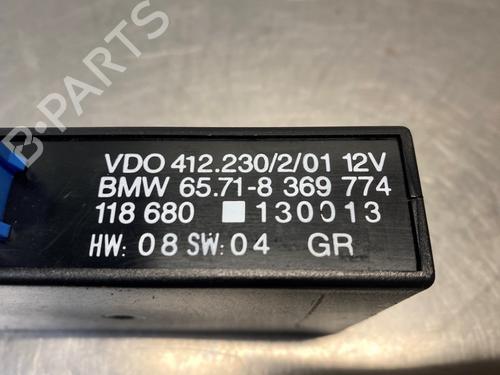 VDO 412.230/2/01 12V
BMW 65.71-8 369 774
118 680 130013
HW: 08 SW: 04 GR
B-PARTS